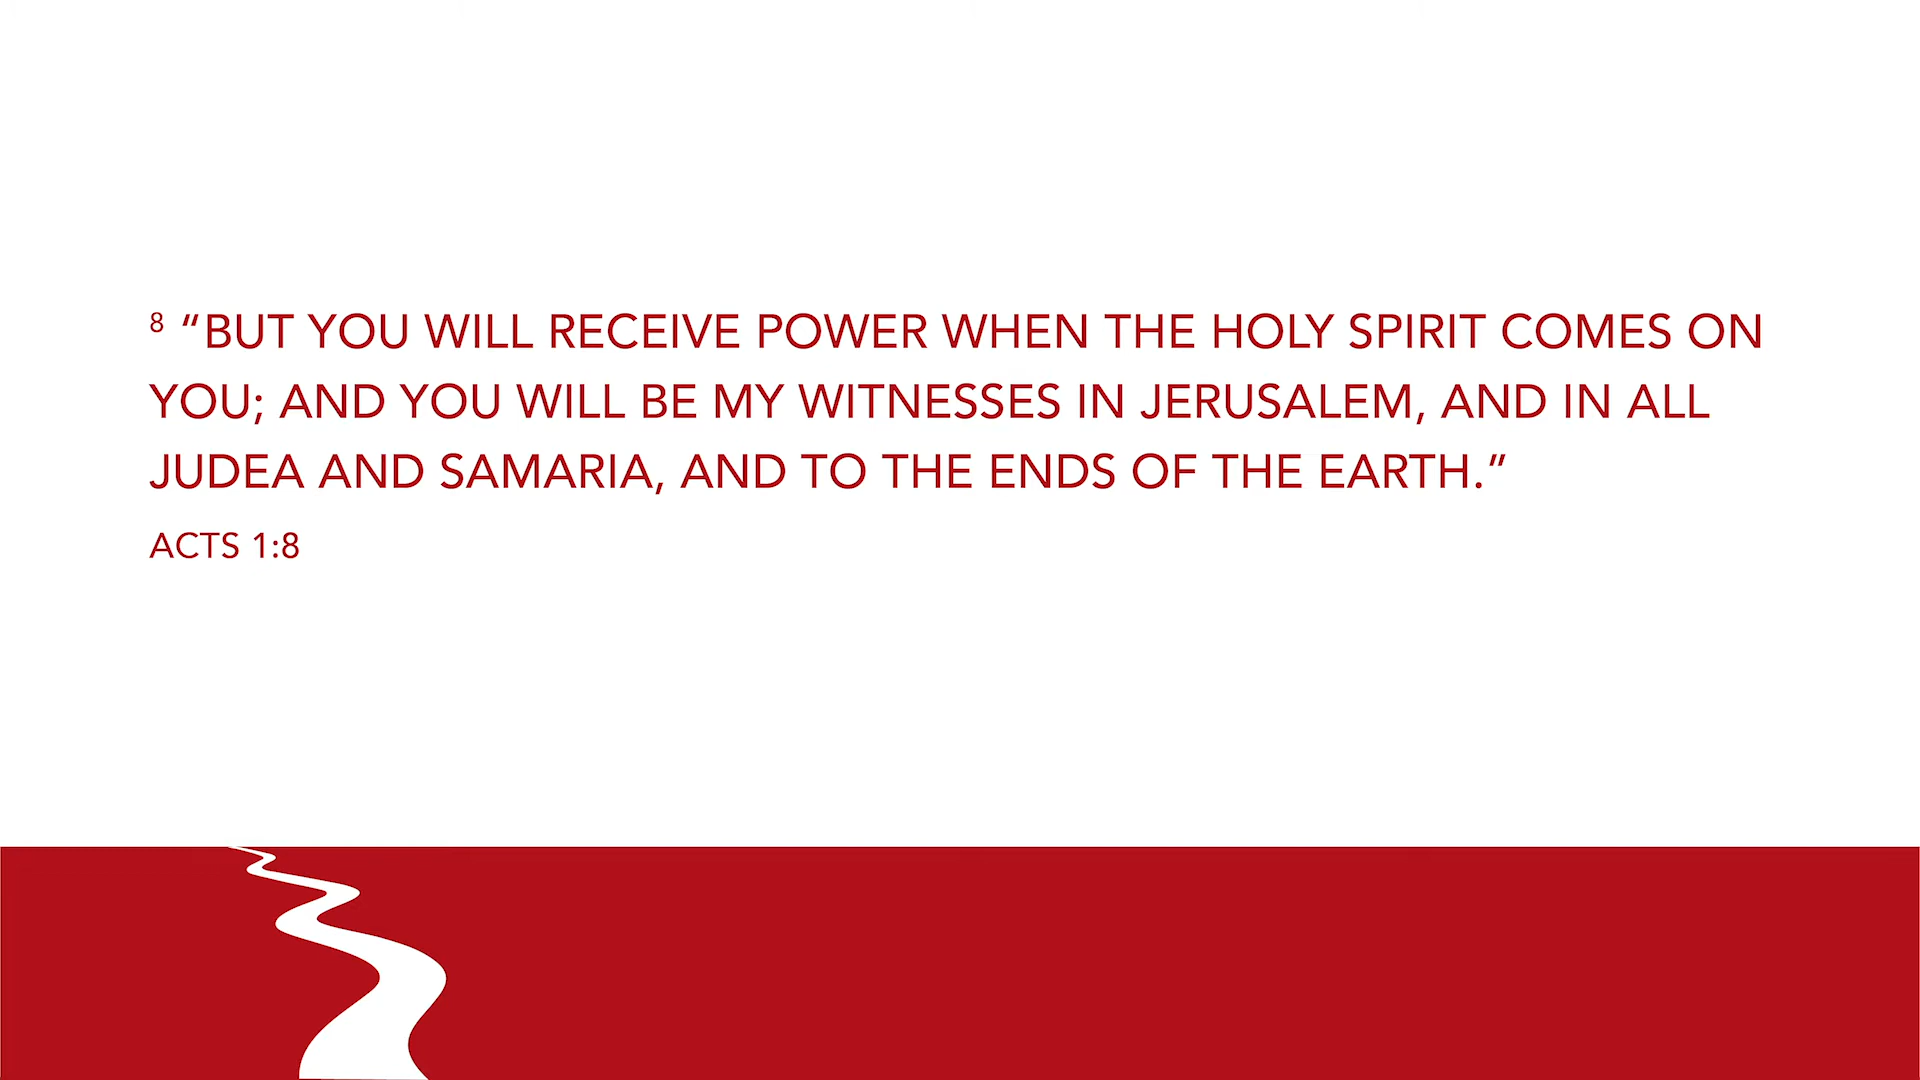 8 “BUT YOU WILL RECEIVE POWER WHEN THE HOLY SPIRIT COMES ON
YOU; AND YOU WILL BE MY WITNESSES IN JERUSALEM, AND IN ALL
JUDEA AND SAMARIA, AND TO THE ENDS OF THE EARTH.”
ACTS 1:8